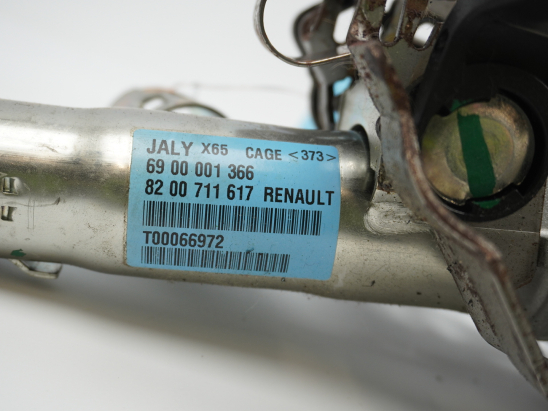 JALY X65 CAGE <373>
69 00 001 366
82 00 711 617 RENAULT
T00066972